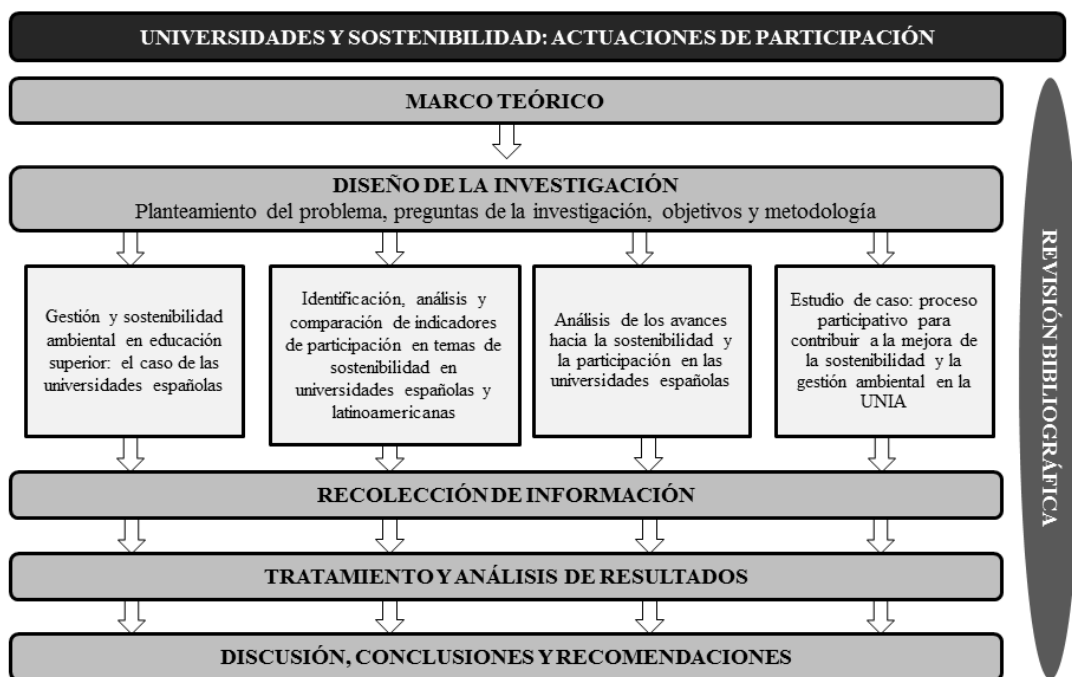 UNIVERSIDADES Y SOSTENIBILIDAD: ACTUACIONES DE PARTICIPACIÓN
MARCO TEÓRICO
DISEÑO DE LA INVESTIGACIÓN
Planteamiento del problema, preguntas de la investigación, objetivos y metodología
Gestión y sostenibilidad
ambiental en educación
superior: el caso de las
universidades españolas
Identificación, análisis y
comparación de indicadores
de participación en temas de
sostenibilidad en
universidades españolas y
latinoamericanas
Análisis de los avances
hacia la sostenibilidad y
la participación en las
universidades españolas
Estudio de caso: proceso
participativo para
contribuir a la mejora de
la sostenibilidad y la
gestión ambiental en la
UNIA
RECOLECCIÓN DE INFORMACIÓN
TRATAMIENTO Y ANÁLISIS DE RESULTADOS
DISCUSIÓN, CONCLUSIONES Y RECOMENDACIONES
REVISIÓN BIBLIOGRÁFICA